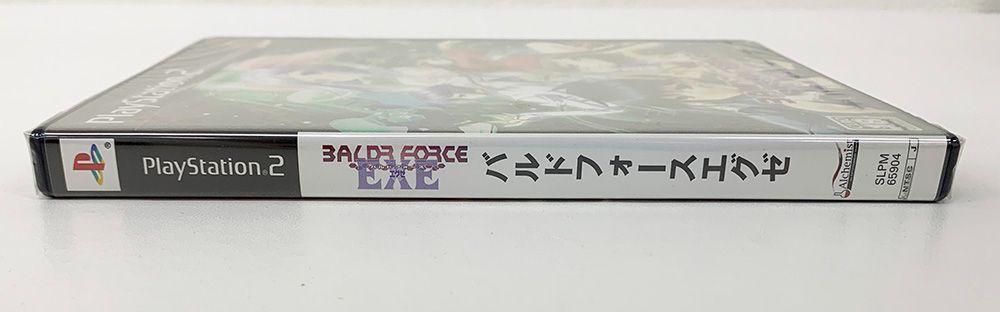 PlayStation 2
PlayStation.2
BALDR FORCE
EXE
バルドフォースエグゼ
Alchemist
SLPM
65904
NTSC J